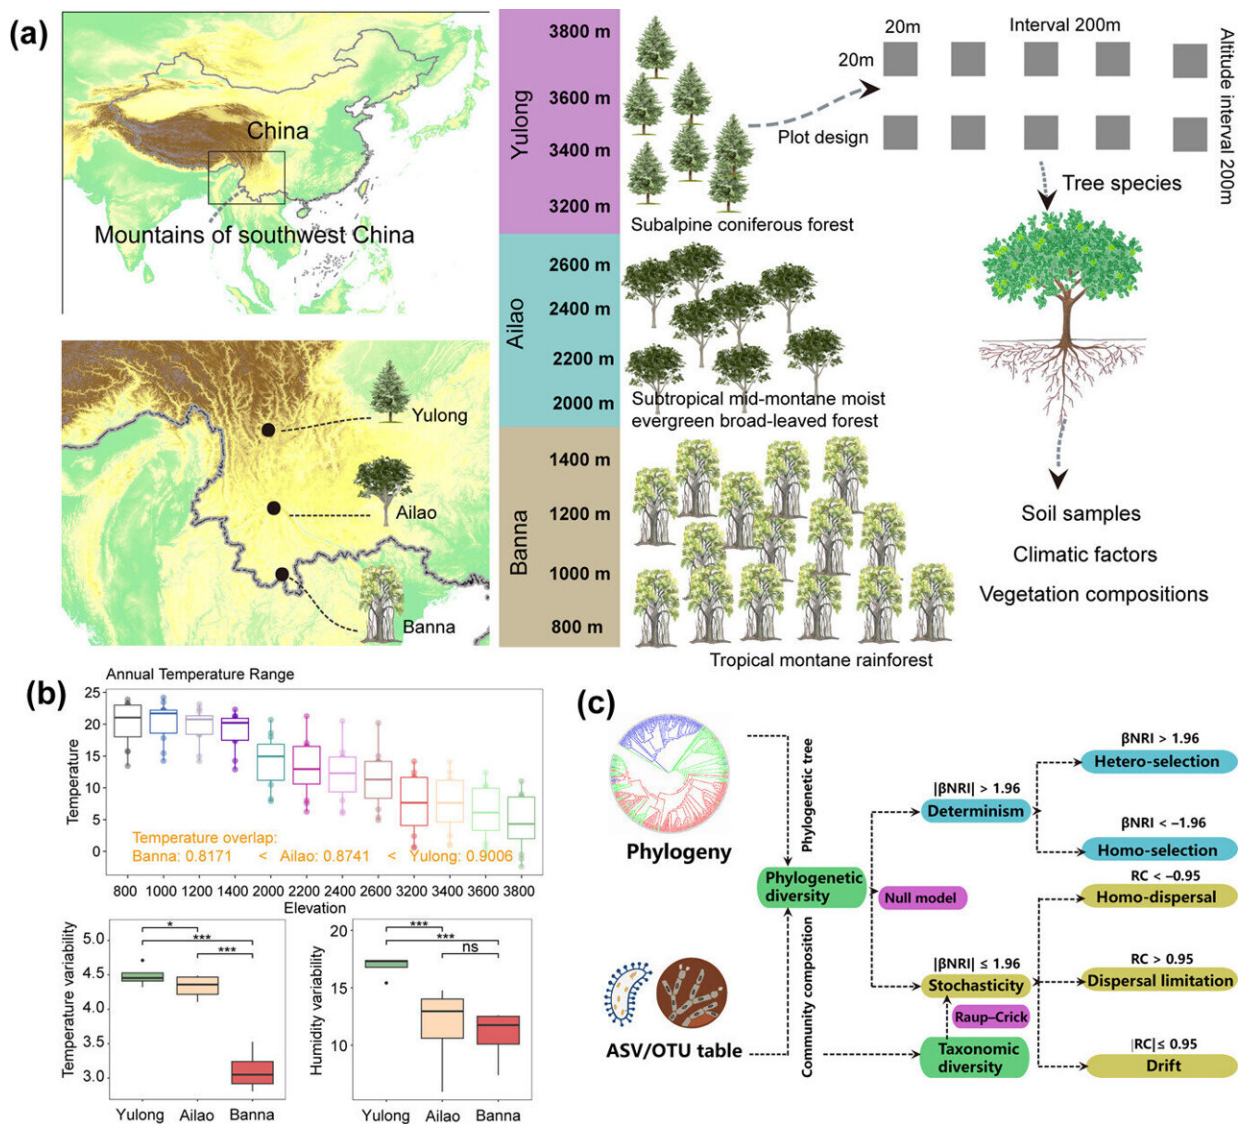 (a)
China
Mountains of southwest China
Yulong
Ailao
Banna
Yulong
3800 m
3600 m
3400 m
3200 m
Ailao
2600 m
2400 m
2200 m
2000 m
Banna
1400 m
1200 m
1000 m
800 m
Subalpine coniferous forest
Subtropical mid-montane moist
evergreen broad-leaved forest
Tropical montane rainforest
20m
Interval 200m
20m
Plot design
Altitude interval 200m
Tree species
Soil samples
Climatic factors
Vegetation compositions
(b)
Annual Temperature Range
Temperature
25
20
15
10
5
0
Temperature overlap:
Banna: 0.8171 < Ailao: 0.8741 < Yulong: 0.9006
800 1000 1200 1400 2000 2200 2400 2600 3200 3400 3600 3800
Elevation
Temperature variability
5.0
4.5
4.0
3.5
3.0
*
***
***
Yulong Ailao Banna
Humidity variability
20
15
10
***
***
ns
Yulong Ailao Banna
(c)
Phylogeny
Phylogenetic tree
Phylogenetic
diversity
Null model
ASV/OTU table
Community composition
|βNRI| > 1.96
Determinism
|βNRI| ≤ 1.96
Stochasticity
Raup–Crick
Taxonomic
diversity
βNRI > 1.96
Hetero-selection
βNRI < –1.96
Homo-selection
RC < –0.95
Homo-dispersal
RC > 0.95
Dispersal limitation
|RC|≤ 0.95
Drift